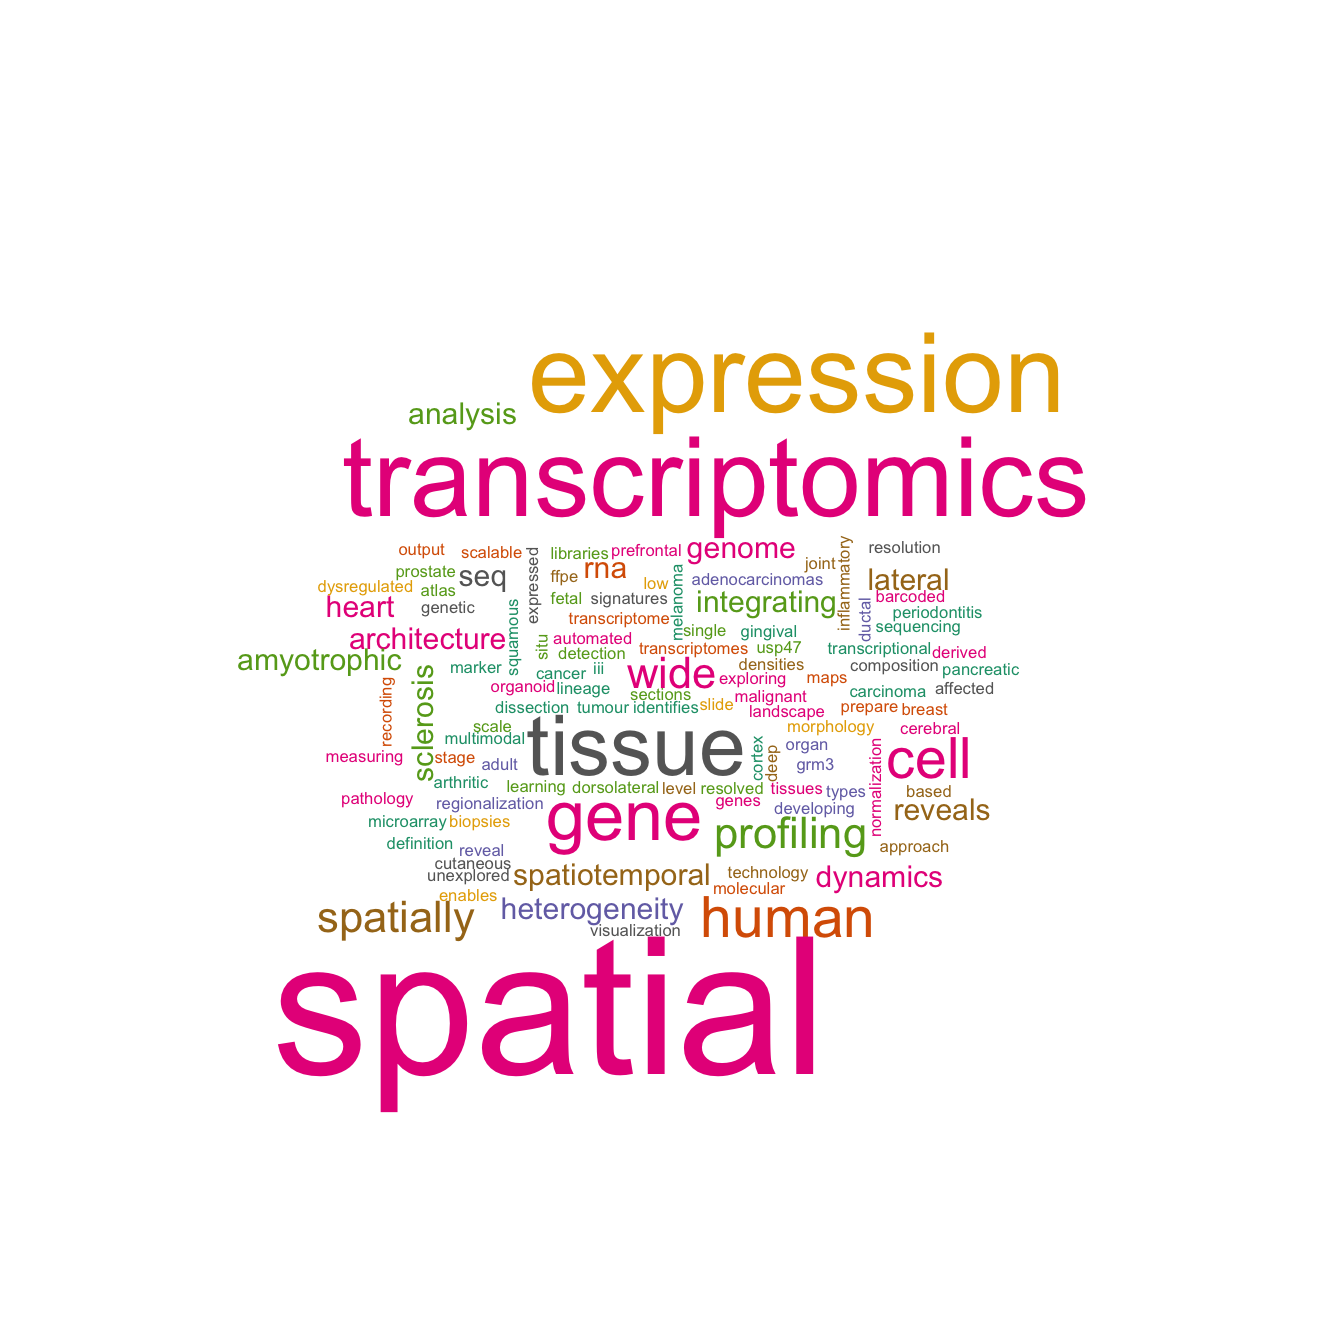 expression
analysis
transcriptomics
output
scalable
expressed
libraries
prefrontal
genome
inflammatory
resolution
prostate
seq
ffpe
rna
low
melanoma
adenocarcinomas
joint
lateral
dysregulated
atlas
fetal
signatures
integrating
barcoded
heart
genetic
squamous
transcriptome
ductal
periodontitis
architecture
situ
automated
single
gingival
sequencing
amyotrophic
detection
transcriptomes
usp47
transcriptional
derived
sclerosis
marker
cancer
iii
wide
densities
composition
pancreatic
recording
organoid
lineage
sections
exploring
maps
malignant
carcinoma
affected
dissection
tumour
identifies
slide
landscape
prepare
breast
scale
multimodal
tissue
morphology
cerebral
measuring
stage
adult
cortex
deep
organ
grm3
normalization
cell
arthritic
learning
dorsolateral
level
resolved
tissues
types
based
pathology
regionalization
gene
genes
developing
reveals
microarray
biopsies
profiling
definition
reveal
approach
cutaneous
unexplored
spatiotemporal
technology
dynamics
enables
molecular
spatially
heterogeneity
human
visualization
spatial